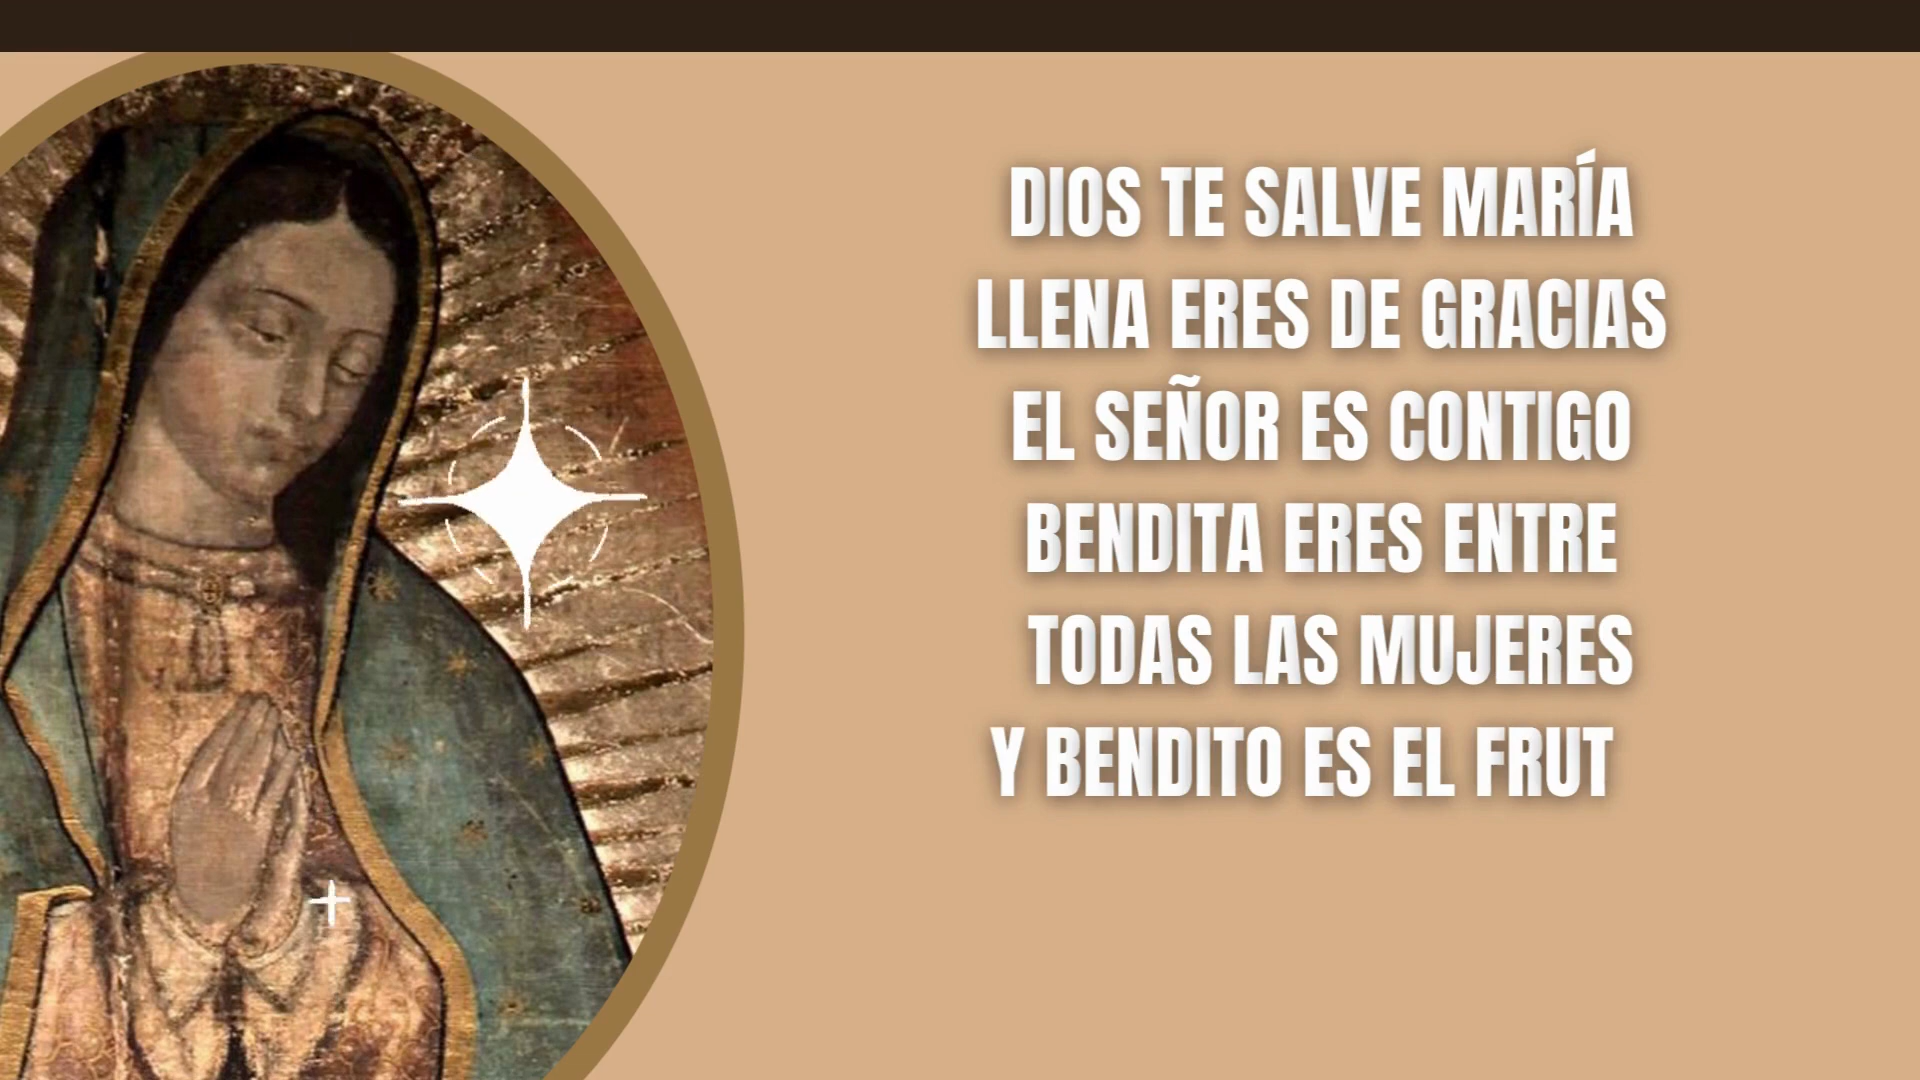 DIOS TE SALVE MARÍA
LLENA ERES DE GRACIAS
EL SEÑOR ES CONTIGO
BENDITA ERES ENTRE
TODAS LAS MUJERES
Y BENDITO ES EL FRUT